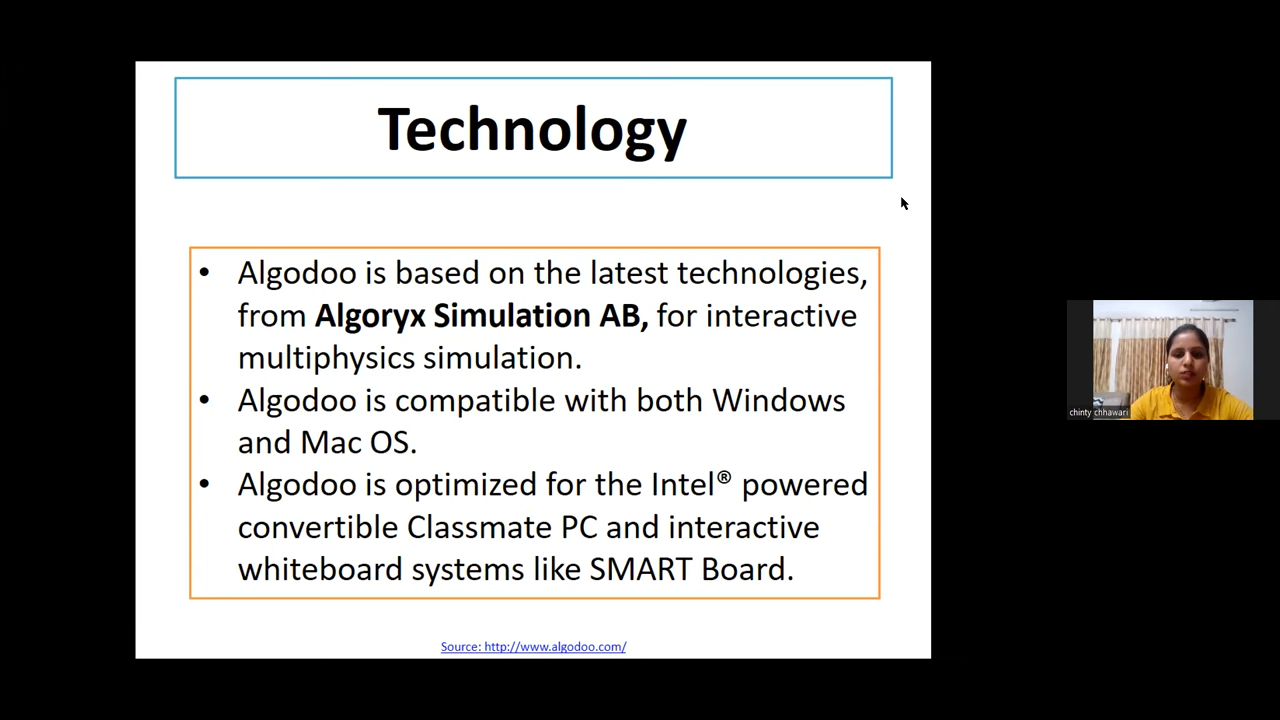 Technology
• Algodoo is based on the latest technologies,
from Algoryx Simulation AB, for interactive
multiphysics simulation.
• Algodoo is compatible with both Windows
and Mac OS.
• Algodoo is optimized for the Intel® powered
convertible Classmate PC and interactive
whiteboard systems like SMART Board.
Source: http://www.algodoo.com/
chinty chhawari